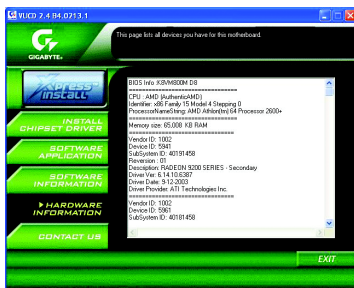 VUCD 2.4 B4.0713.1
GIGABYTE
This page lists all devices you have for this motherboard.
Xpress INSTALL
INSTALL CHIPSET DRIVER
SOFTWARE APPLICATION
SOFTWARE INFORMATION
HARDWARE INFORMATION
CONTACT US
BIOS Info :K8VM800M D8
==============================
CPU : AMD (AuthenticAMD)
Identifier: x86 Family 15 Model 4 Stepping 0
ProcessorNameString: AMD Athlon(tm) 64 Processor 2600+
==============================
Memory size: 65,008 KB RAM
==============================
Vendor ID: 1002
Device ID: 5941
SubSystem ID: 40191458
Reversion : 01
Description: RADEON 9200 SERIES - Secondary
Driver Ver: 6.14.10.6387
Driver Date: 9-12-2003
Driver Provider: ATI Technologies Inc.
==============================
Vendor ID: 1002
Device ID: 5961
SubSystem ID: 40181458
EXIT